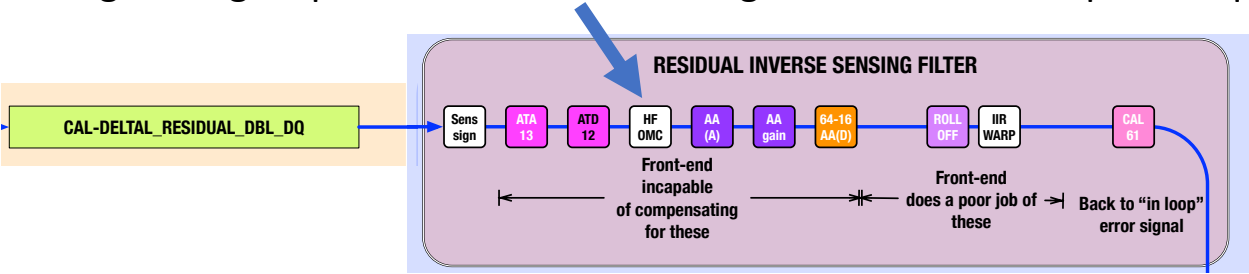 RESIDUAL INVERSE SENSING FILTER
CAL-DELTAL_RESIDUAL_DBL_DQ
Sens
sign
ATA
13
ATD
12
HF
OMC
AA
(A)
AA
gain
64-16
AA(D)
ROLL
OFF
IIR
WARP
CAL
61
Front-end
incapable
of compensating
for these
Front-end
does a poor job of
these
Back to “in loop”
error signal